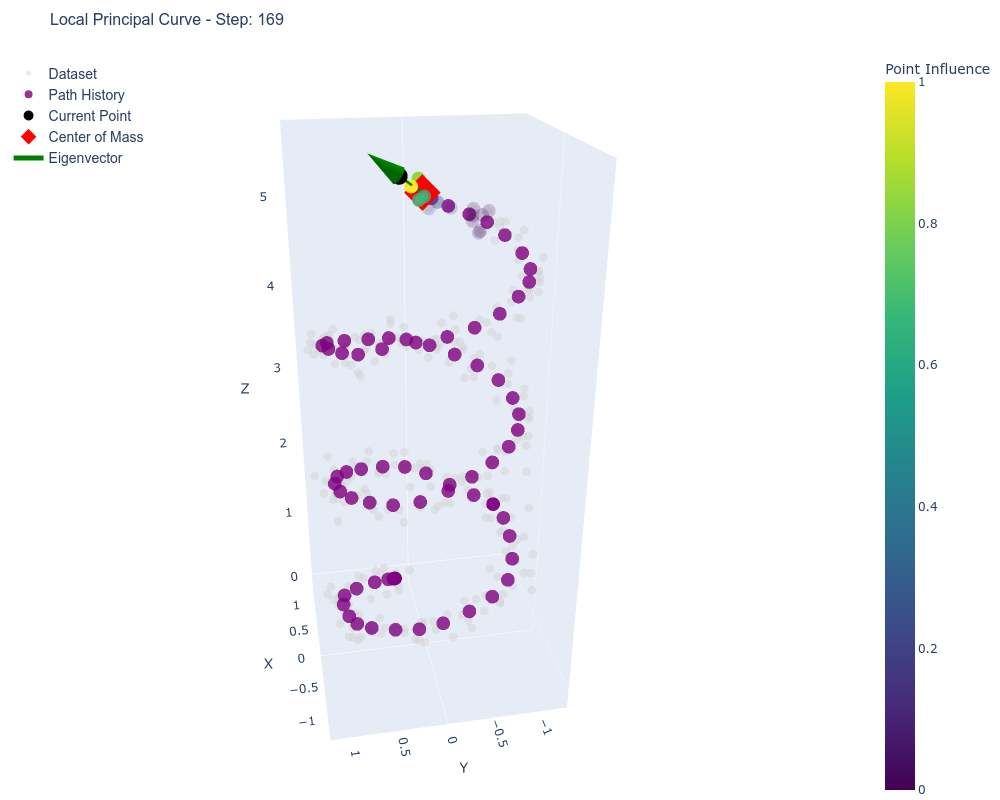 Local Principal Curve - Step: 169
Dataset
Path History
Current Point
Center of Mass
Eigenvector
Point Influence
1
0.8
0.6
0.4
0.2
0
5
4
3
2
1
0
Z
1
0.5
0
−0.5
−1
X
1
0.5
0
−0.5
−1
Y